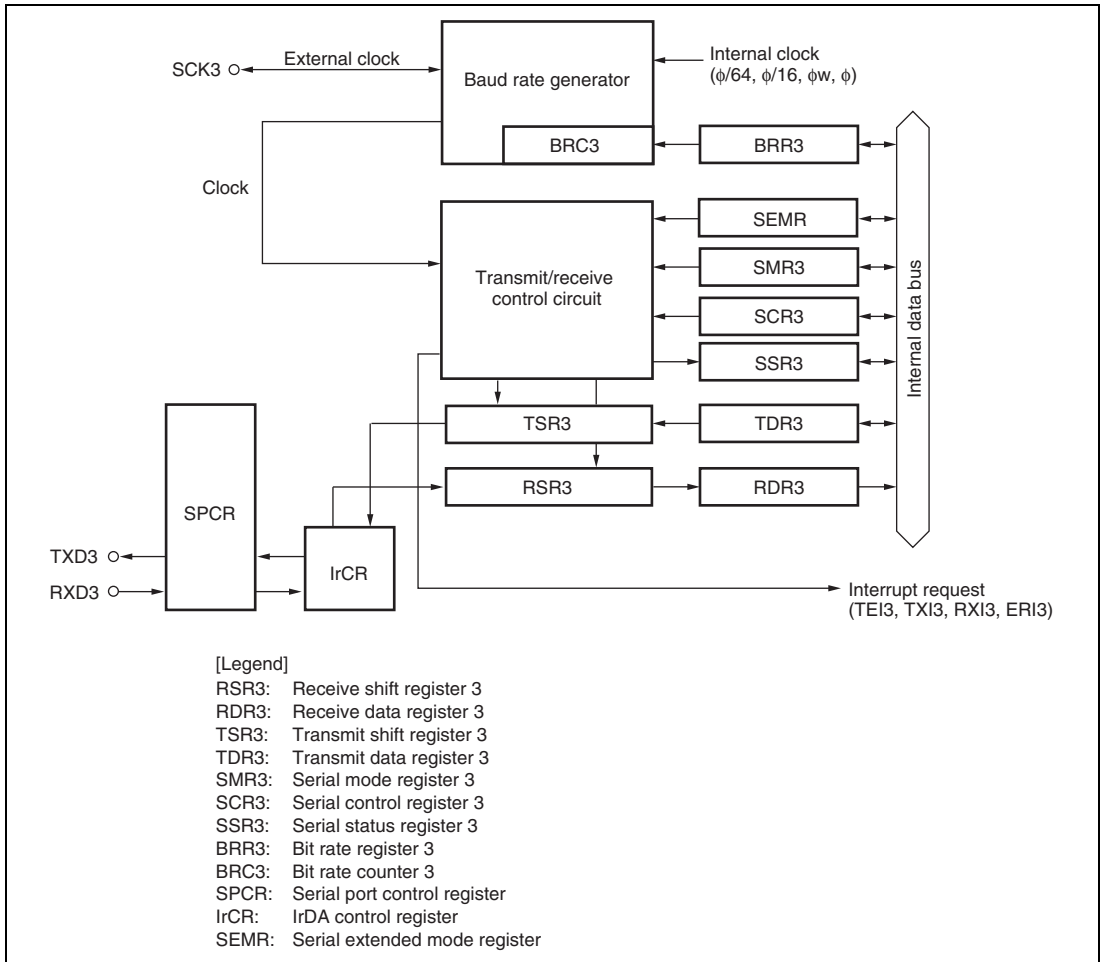 SCK3
External clock
Baud rate generator
Internal clock
(ϕ/64, ϕ/16, ϕw, ϕ)
BRC3
BRR3
Clock
SEMR
Transmit/receive
control circuit
SMR3
SCR3
SSR3
Internal data bus
TSR3
TDR3
RSR3
RDR3
SPCR
TXD3
IrCR
RXD3
Interrupt request
(TEI3, TXI3, RXI3, ERI3)
[Legend]
RSR3: Receive shift register 3
RDR3: Receive data register 3
TSR3: Transmit shift register 3
TDR3: Transmit data register 3
SMR3: Serial mode register 3
SCR3: Serial control register 3
SSR3: Serial status register 3
BRR3: Bit rate register 3
BRC3: Bit rate counter 3
SPCR: Serial port control register
IrCR: IrDA control register
SEMR: Serial extended mode register